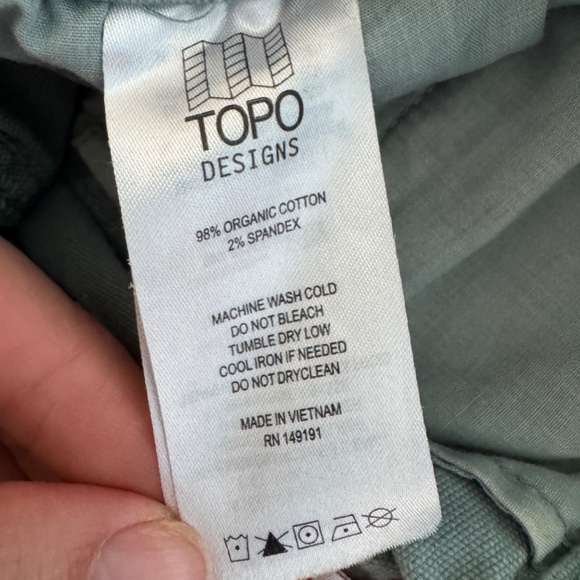 TOPO
DESIGNS
98% ORGANIC COTTON
2% SPANDEX
MACHINE WASH COLD
DO NOT BLEACH
TUMBLE DRY LOW
COOL IRON IF NEEDED
DO NOT DRYCLEAN
MADE IN VIETNAM
RN 149191